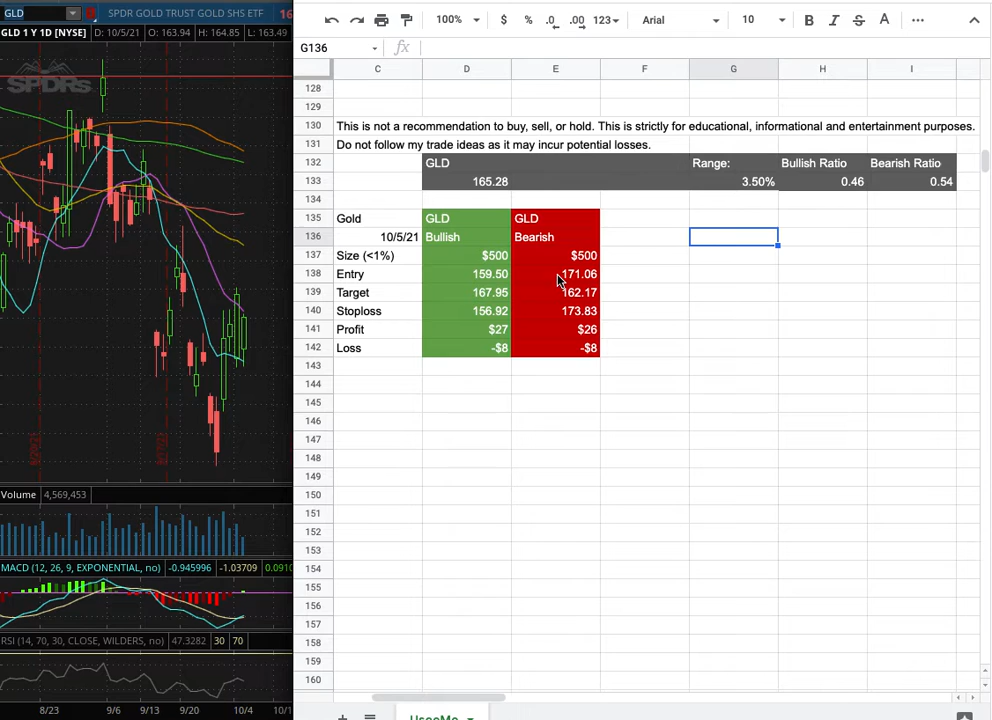 GLD SPDR GOLD TRUST GOLD SHS ETF 16
GLD 1 Y 1D [NYSE] D: 10/5/21 O: 163.94 H: 164.85 L: 163.49
SPDRs
Volume 4,569,453
MACD (12, 26, 9, EXPONENTIAL, no) -0.945996 -1.03709 0.0910
RSI (14, 70, 30, CLOSE, WILDERS, no) 47.3282 30 70
8/23 9/6 9/13 9/20 10/4 10/1
100% $ % .0 .00 123 Arial 10 B I S A
G136 fx
C D E F G H I
128
129
130 This is not a recommendation to buy, sell, or hold. This is strictly for educational, informational and entertainment purposes.
131 Do not follow my trade ideas as it may incur potential losses.
132 GLD Range: Bullish Ratio Bearish Ratio
133 165.28 3.50% 0.46 0.54
134
135 Gold GLD GLD
136 10/5/21 Bullish Bearish
137 Size (<1%) $500 $500
138 Entry 159.50 171.06
139 Target 167.95 162.17
140 Stoploss 156.92 173.83
141 Profit $27 $26
142 Loss -$8 -$8
143
144
145
146
147
148
149
150
151
152
153
154
155
156
157
158
159
160